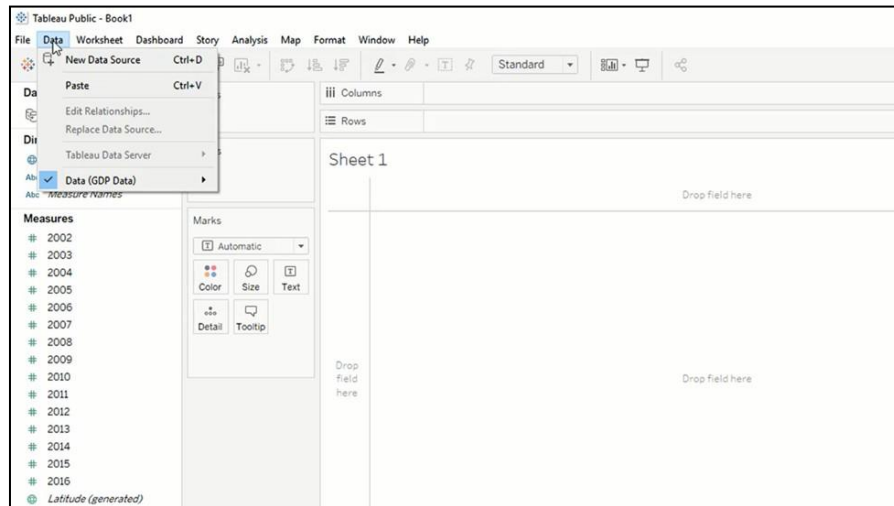 Tableau Public - Book1
File Data Worksheet Dashboard Story Analysis Map Format Window Help
New Data Source Ctrl+D
Standard
Paste Ctrl+V
Edit Relationships...
Replace Data Source...
Tableau Data Server
Data (GDP Data)
Da
Dir
Abc
Abc Measure Names
Measures
# 2002
# 2003
# 2004
# 2005
# 2006
# 2007
# 2008
# 2009
# 2010
# 2011
# 2012
# 2013
# 2014
# 2015
# 2016
Latitude (generated)
Marks
Automatic
Color Size Text
Detail Tooltip
Columns
Rows
Sheet 1
Drop field here
Drop
field
here
Drop field here